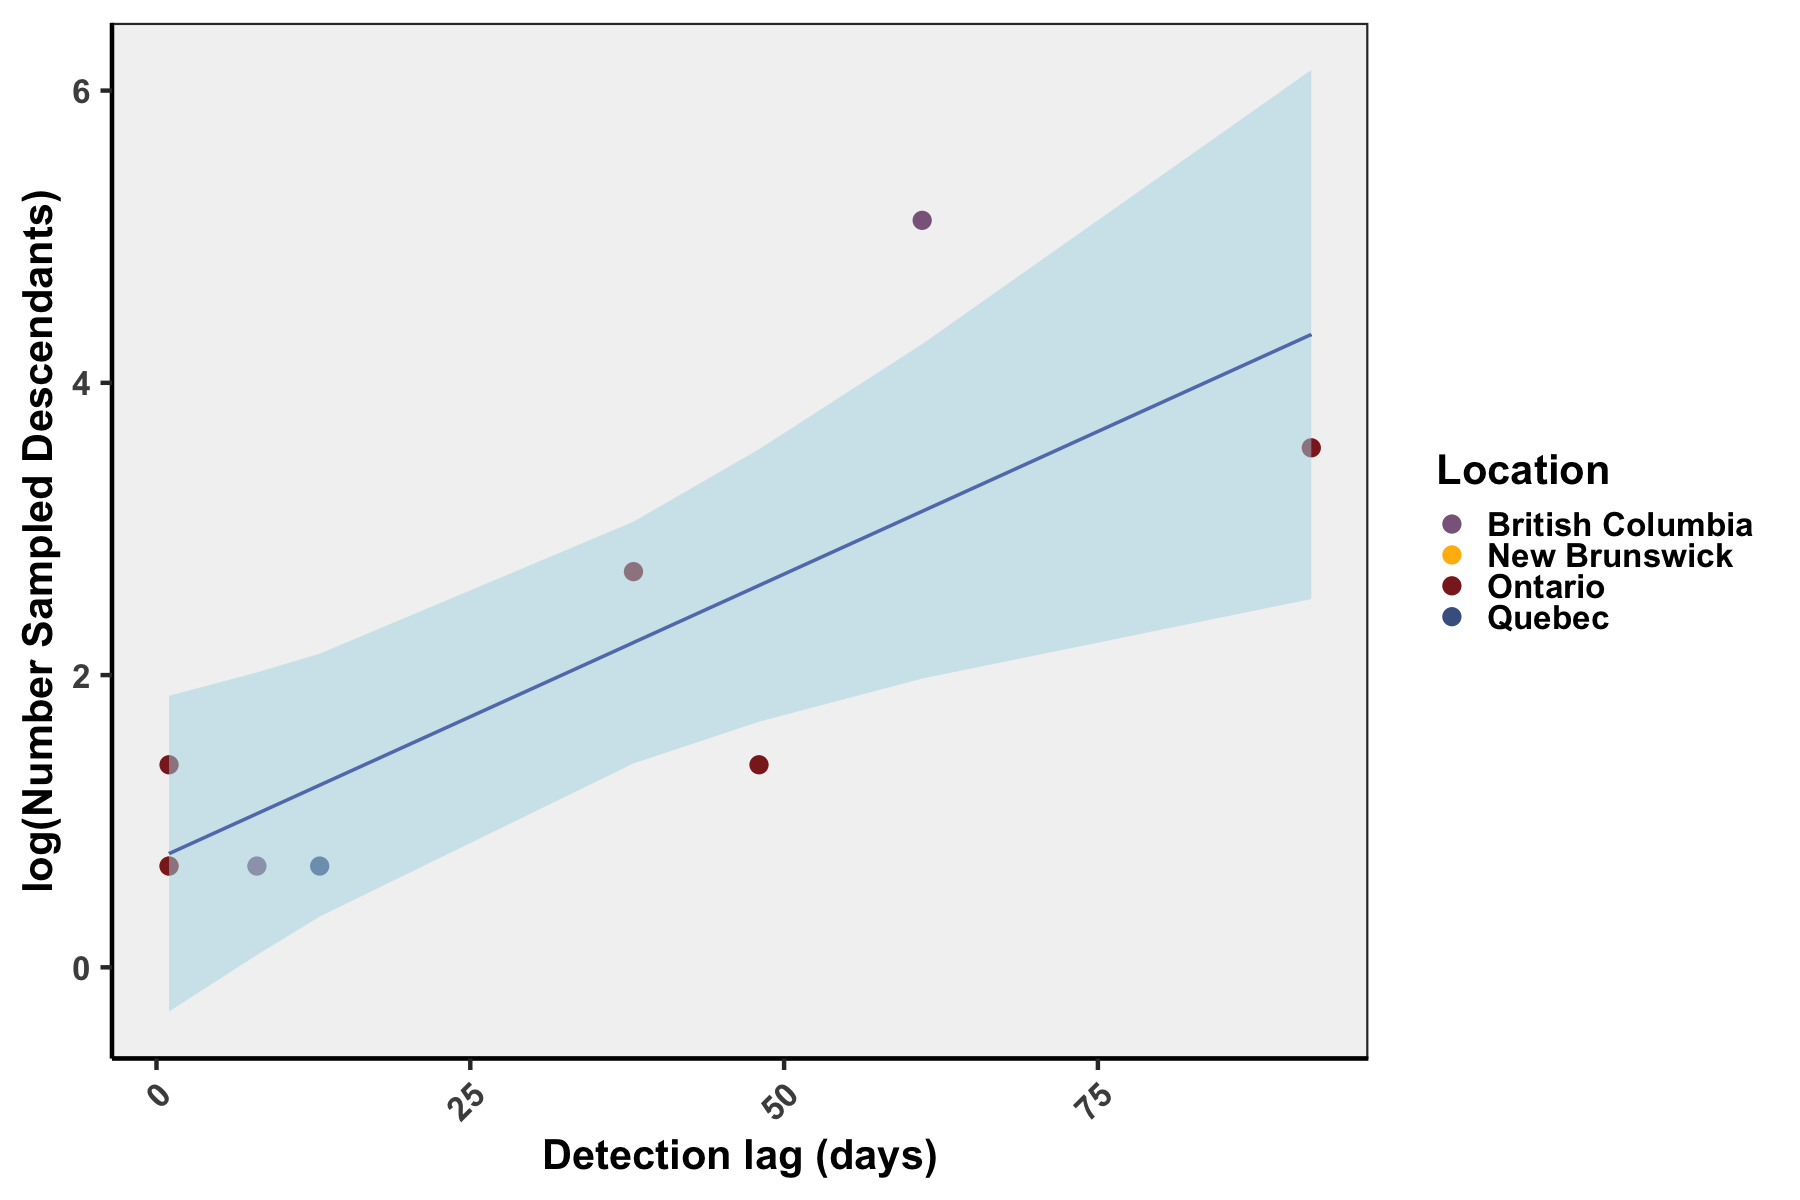 log(Number Sampled Descendants)
6
4
2
0
0
25
50
75
Detection lag (days)
Location
British Columbia
New Brunswick
Ontario
Quebec